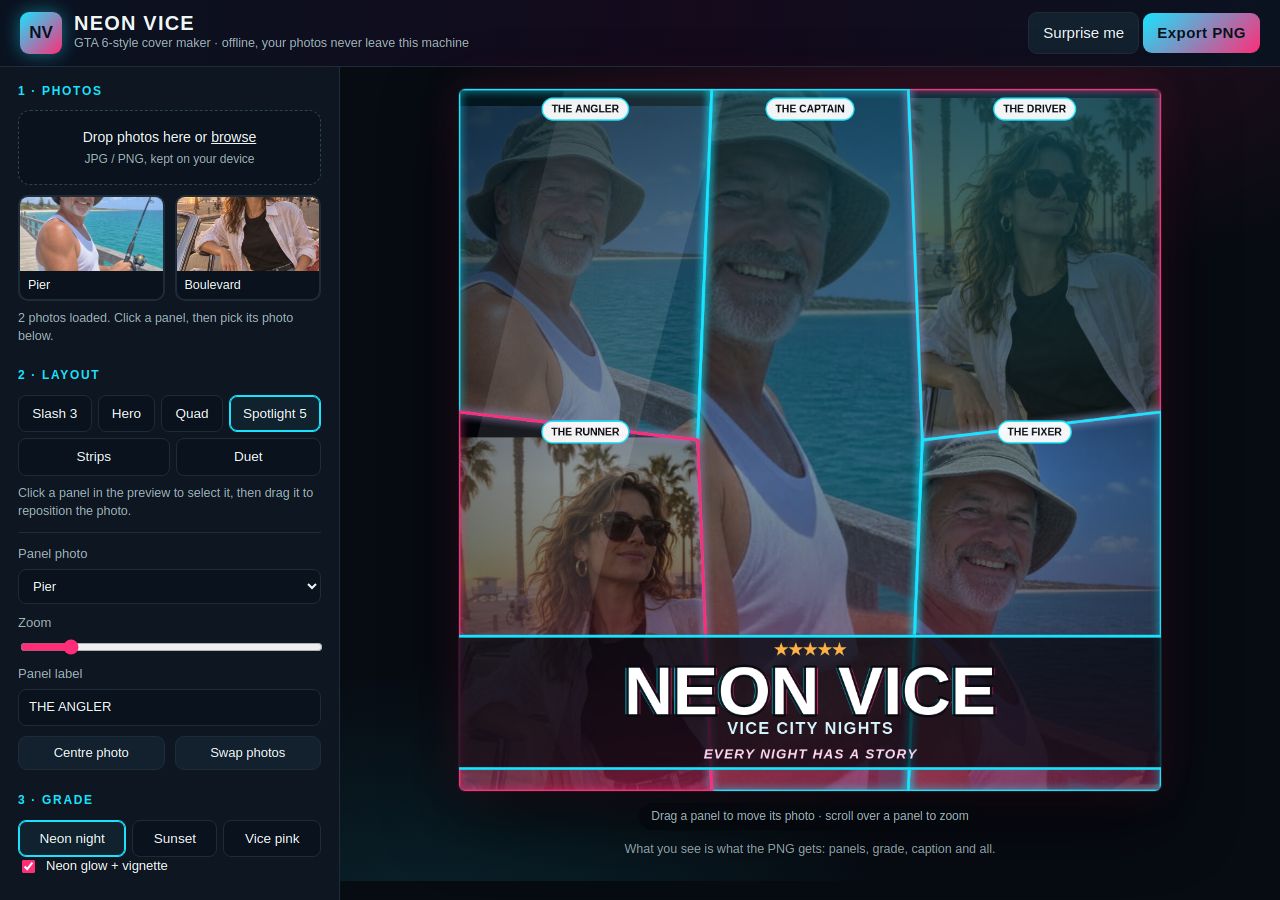 NV
NEON VICE
GTA 6-style cover maker · offline, your photos never leave this machine
Surprise me
Export PNG
1 · PHOTOS
Drop photos here or browse
JPG / PNG, kept on your device
Pier
Boulevard
2 photos loaded. Click a panel, then pick its photo
below.
2 · LAYOUT
Slash 3
Hero
Quad
Spotlight 5
Strips
Duet
Click a panel in the preview to select it, then drag it to
reposition the photo.
Panel photo
Pier
Zoom
Panel label
THE ANGLER
Centre photo
Swap photos
3 · GRADE
Neon night
Sunset
Vice pink
Neon glow + vignette
THE ANGLER
THE CAPTAIN
THE DRIVER
THE RUNNER
THE FIXER
★★★★★
NEON VICE
VICE CITY NIGHTS
EVERY NIGHT HAS A STORY
Drag a panel to move its photo · scroll over a panel to zoom
What you see is what the PNG gets: panels, grade, caption and all.